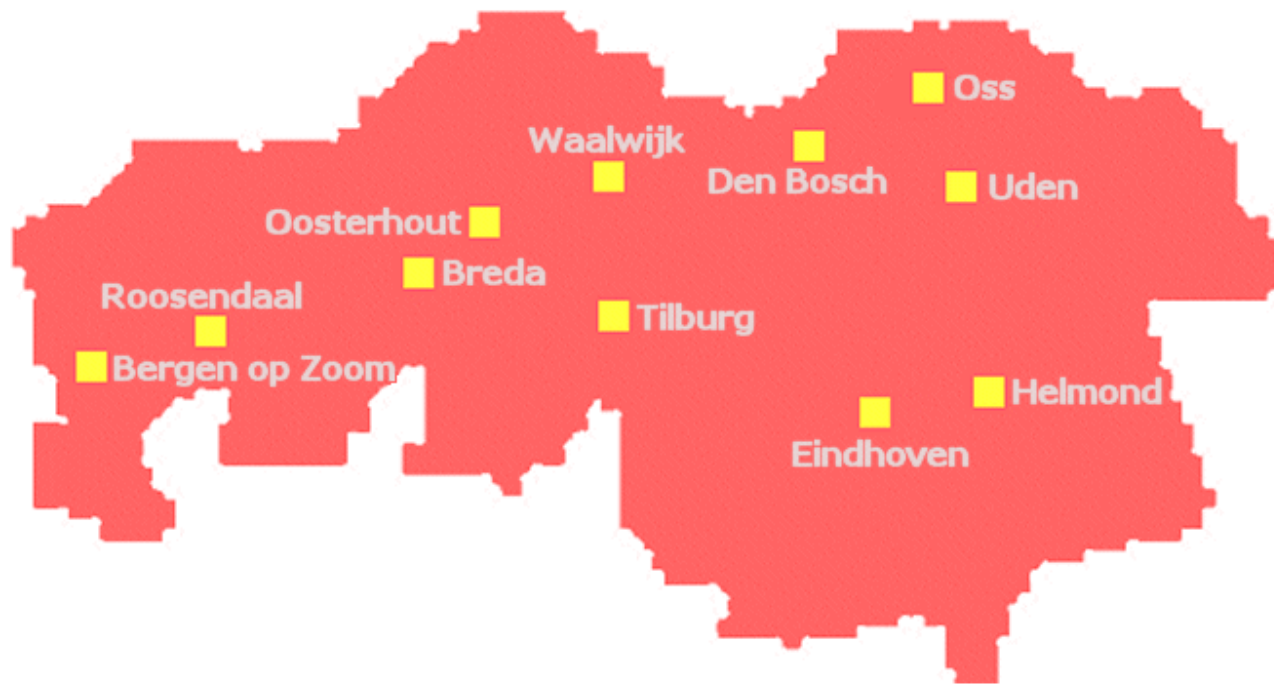 Oss
Waalwijk
Den Bosch
Uden
Oosterhout
Breda
Roosendaal
Tilburg
Bergen op Zoom
Helmond
Eindhoven